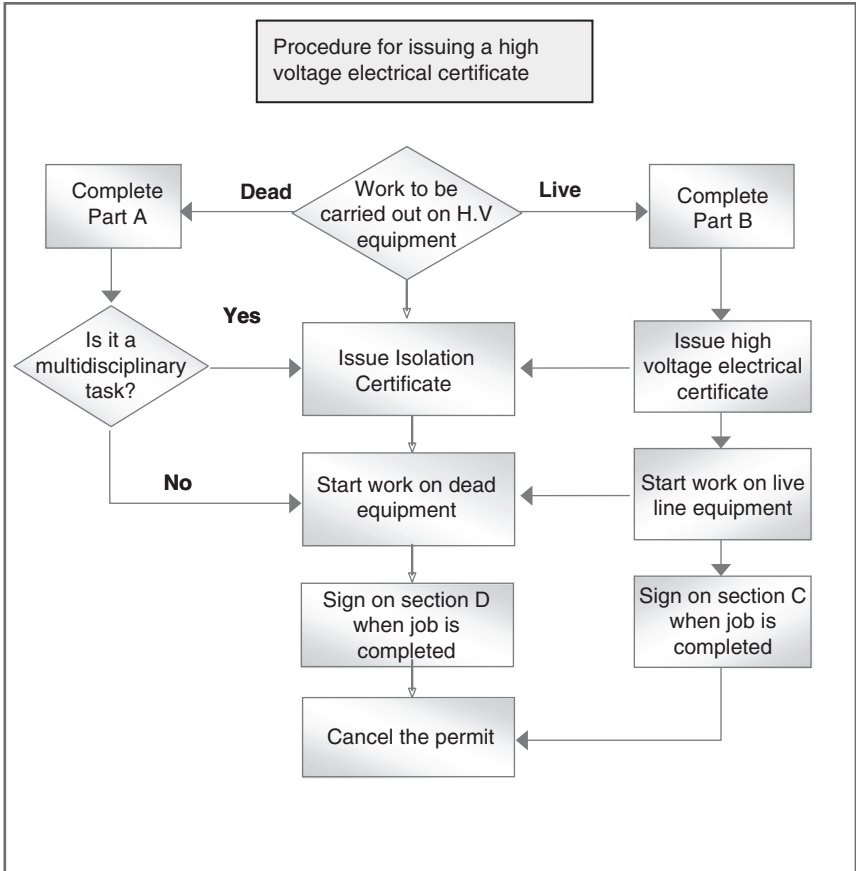 Procedure for issuing a high
voltage electrical certificate
Complete
Part A
Dead
Work to be
carried out on H.V
equipment
Live
Complete
Part B
Is it a
multidisciplinary
task?
Yes
Issue Isolation
Certificate
Issue high
voltage electrical
certificate
No
Start work on dead
equipment
Start work on live
line equipment
Sign on section D
when job is
completed
Sign on section C
when job is
completed
Cancel the permit